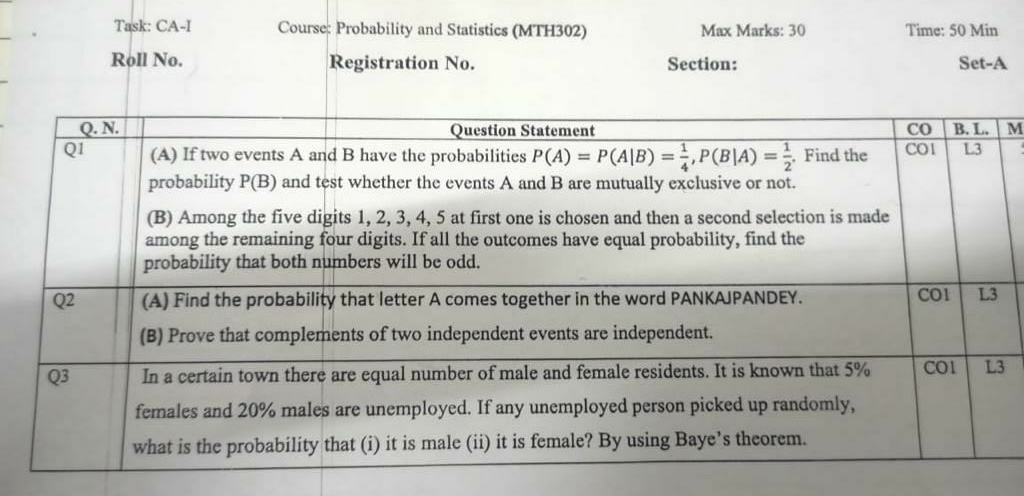 Task: CA-I Course: Probability and Statistics (MTH302) Max Marks: 30 Time: 50 Min
Roll No. Registration No. Section: Set-A
Q. N. Question Statement CO B. L. M
Q1 (A) If two events A and B have the probabilities P(A) = P(A|B) = 1/4, P(B|A) = 1/2. Find the CO1 L3
probability P(B) and test whether the events A and B are mutually exclusive or not.
(B) Among the five digits 1, 2, 3, 4, 5 at first one is chosen and then a second selection is made
among the remaining four digits. If all the outcomes have equal probability, find the
probability that both numbers will be odd.
Q2 (A) Find the probability that letter A comes together in the word PANKAJPANDEY. CO1 L3
(B) Prove that complements of two independent events are independent.
Q3 In a certain town there are equal number of male and female residents. It is known that 5% CO1 L3
females and 20% males are unemployed. If any unemployed person picked up randomly,
what is the probability that (i) it is male (ii) it is female? By using Baye's theorem.